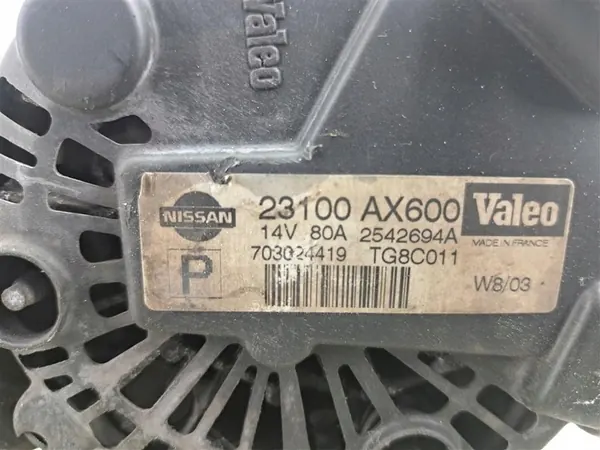 Valeo
NISSAN 23100 AX600 Valeo
14V 80A 2542694A MADE IN FRANCE
P 703024419 TG8C011
W8/03